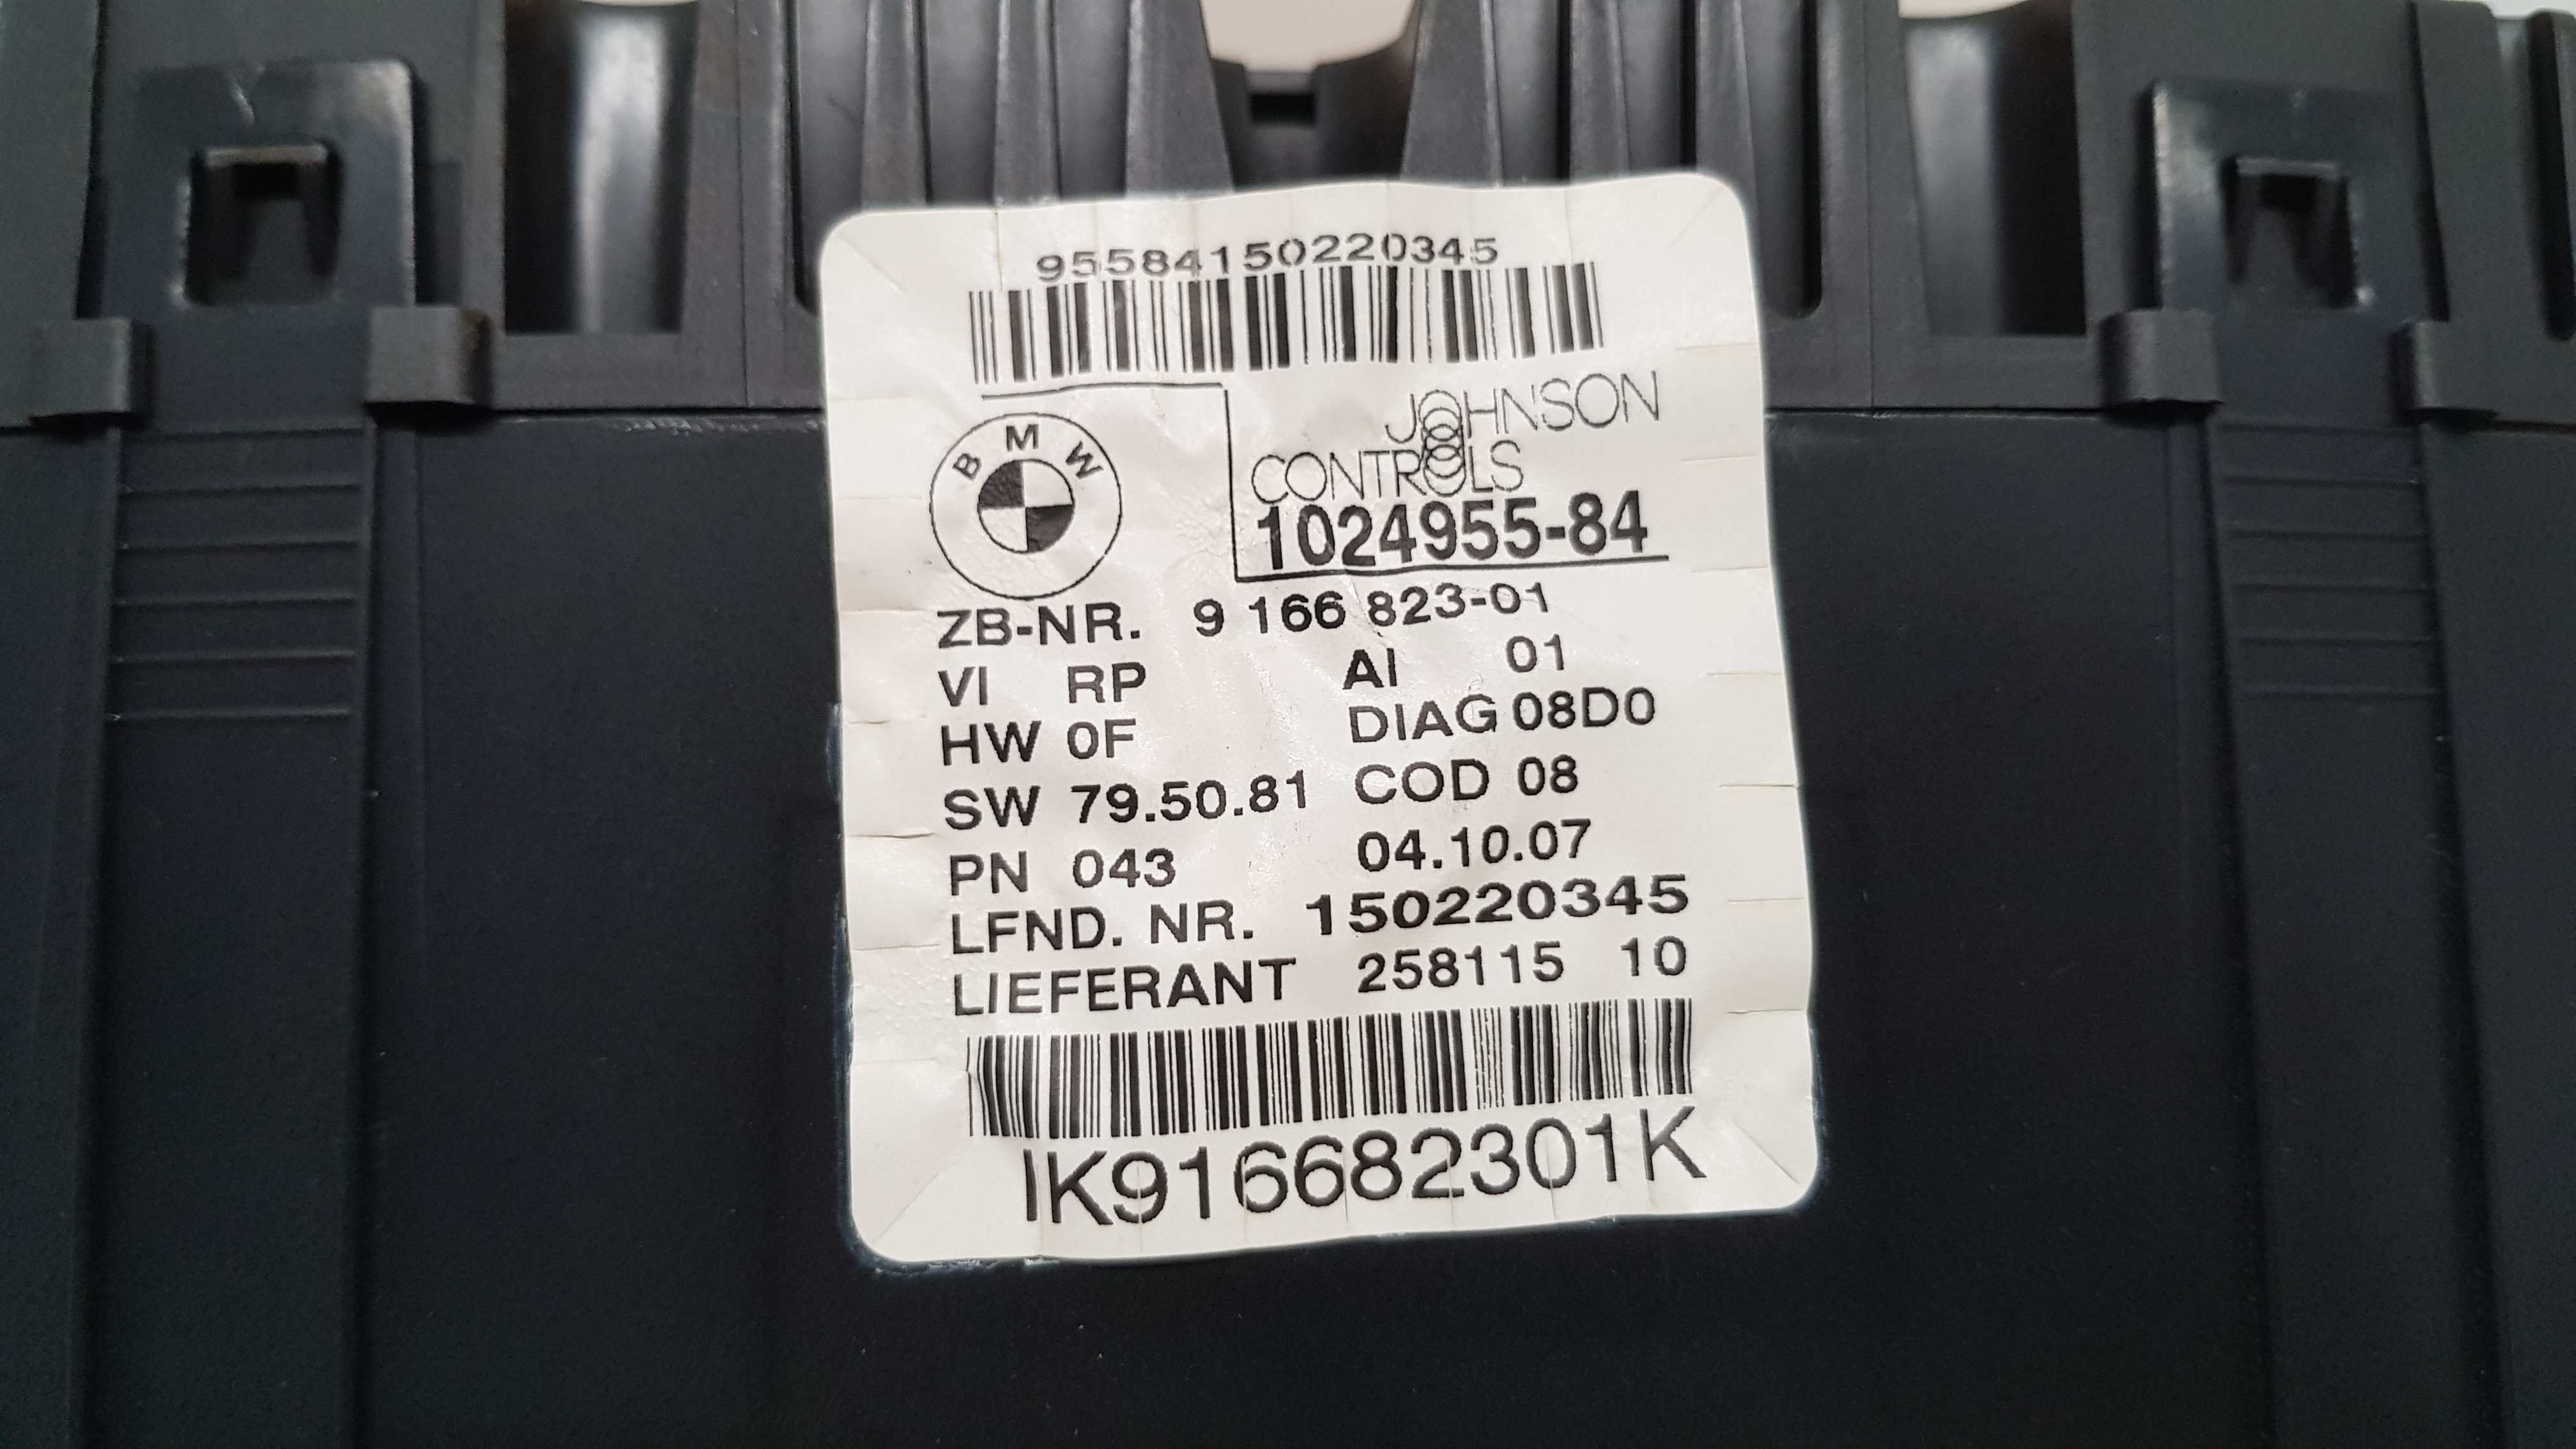 95584150220345
BMW
JOHNSON
CONTROLS
1024955-84
ZB-NR. 9 166 823-01
VI RP AI 01
HW 0F DIAG 08D0
SW 79.50.81 COD 08
PN 043 04.10.07
LFND. NR. 150220345
LIEFERANT 258115 10
IK916682301K